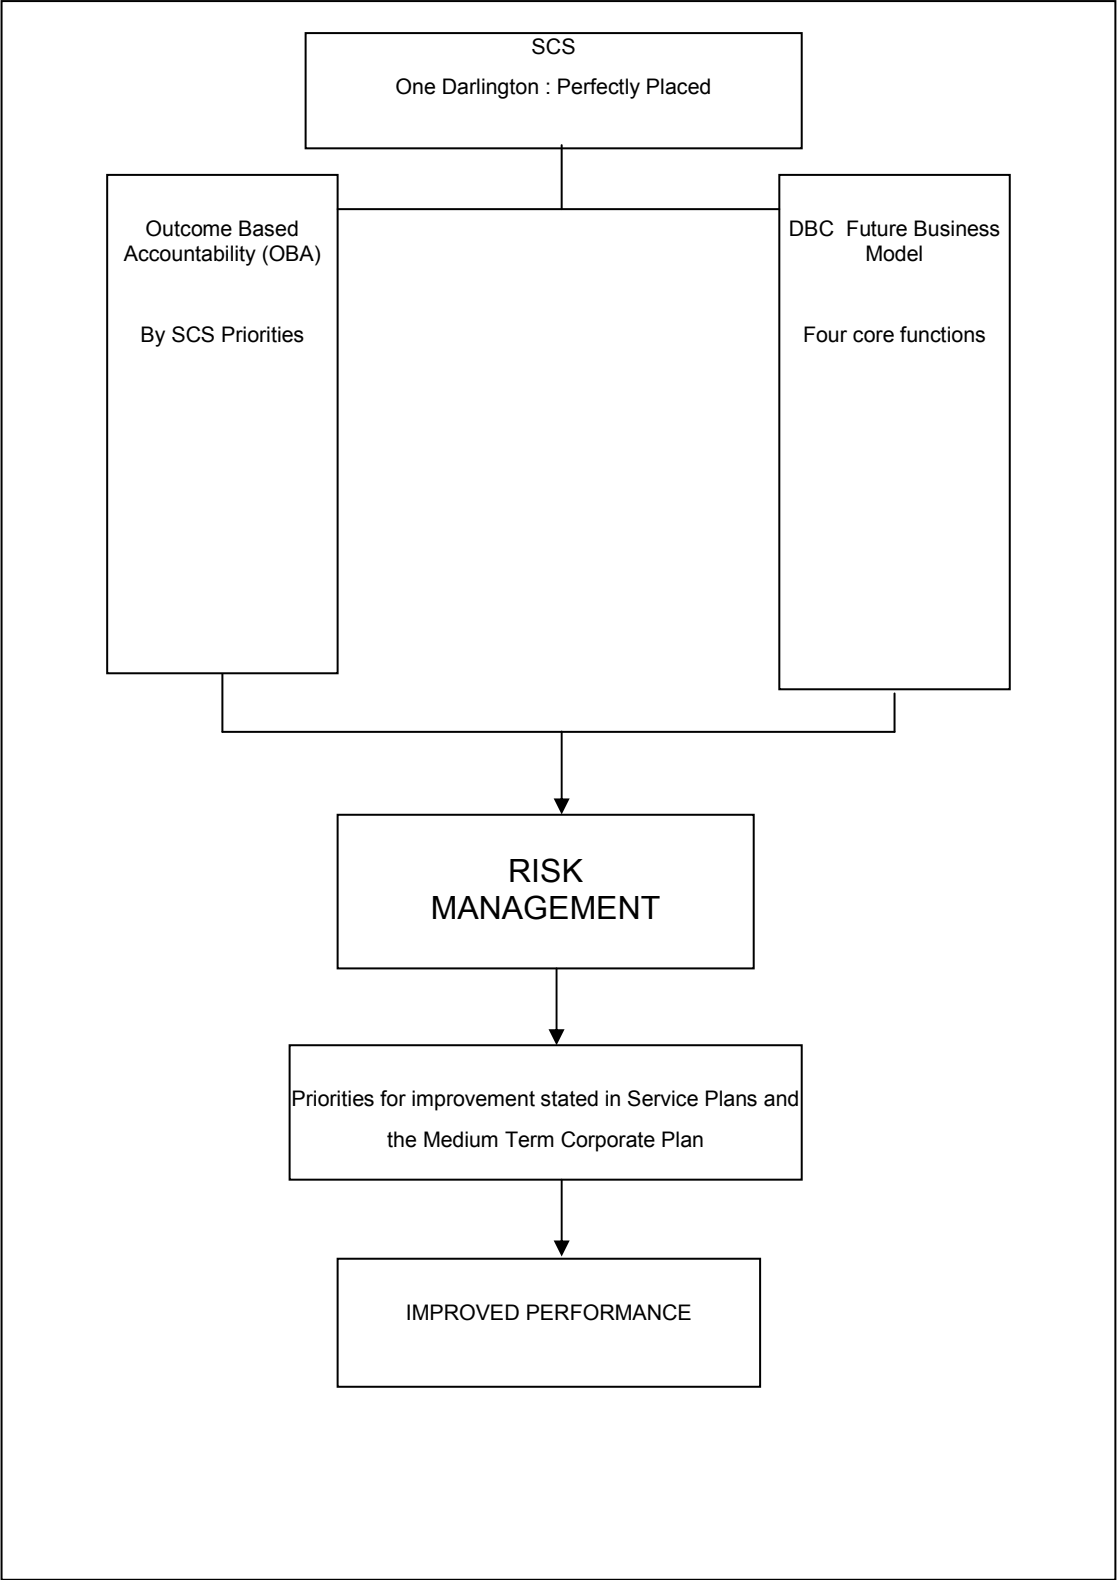 SCS
One Darlington : Perfectly Placed
Outcome Based
Accountability (OBA)
By SCS Priorities
DBC  Future Business
Model
Four core functions
RISK
MANAGEMENT
Priorities for improvement stated in Service Plans and
the Medium Term Corporate Plan
IMPROVED PERFORMANCE